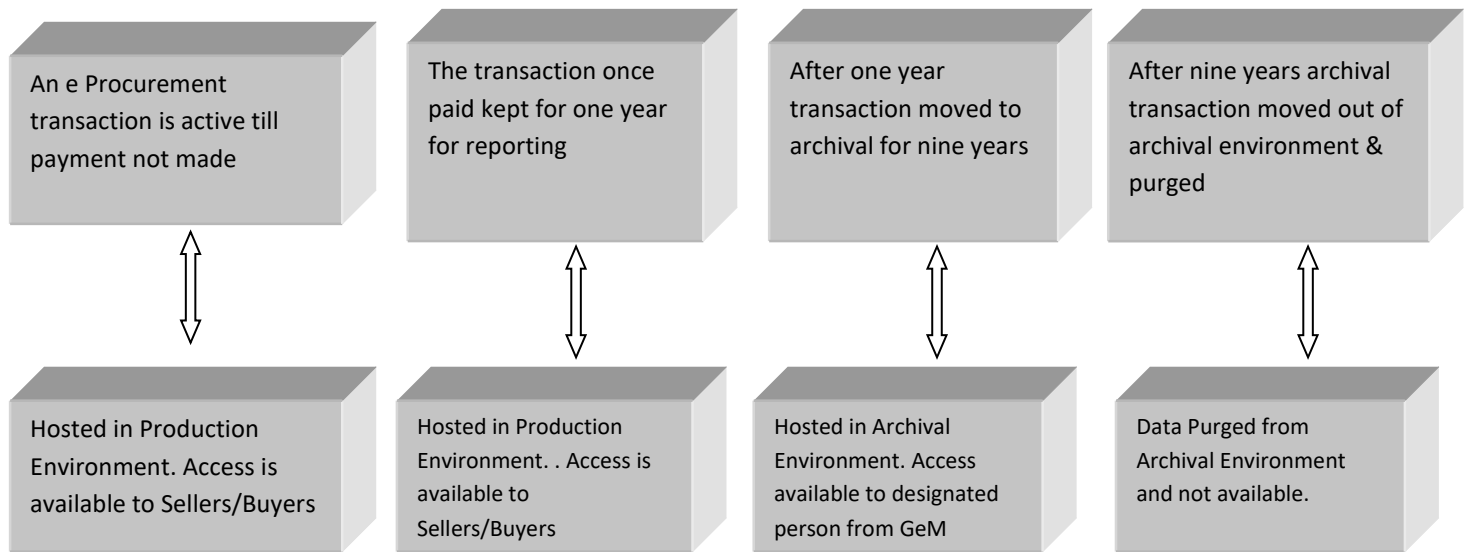 An e Procurement
transaction is active till
payment not made
The transaction once
paid kept for one year
for reporting
After one year
transaction moved to
archival for nine years
After nine years archival
transaction moved out of
archival environment &
purged
Hosted in Production
Environment. Access is
available to Sellers/Buyers
Hosted in Production
Environment. . Access is
available to
Sellers/Buyers
Hosted in Archival
Environment. Access
available to designated
person from GeM
Data Purged from
Archival Environment
and not available.